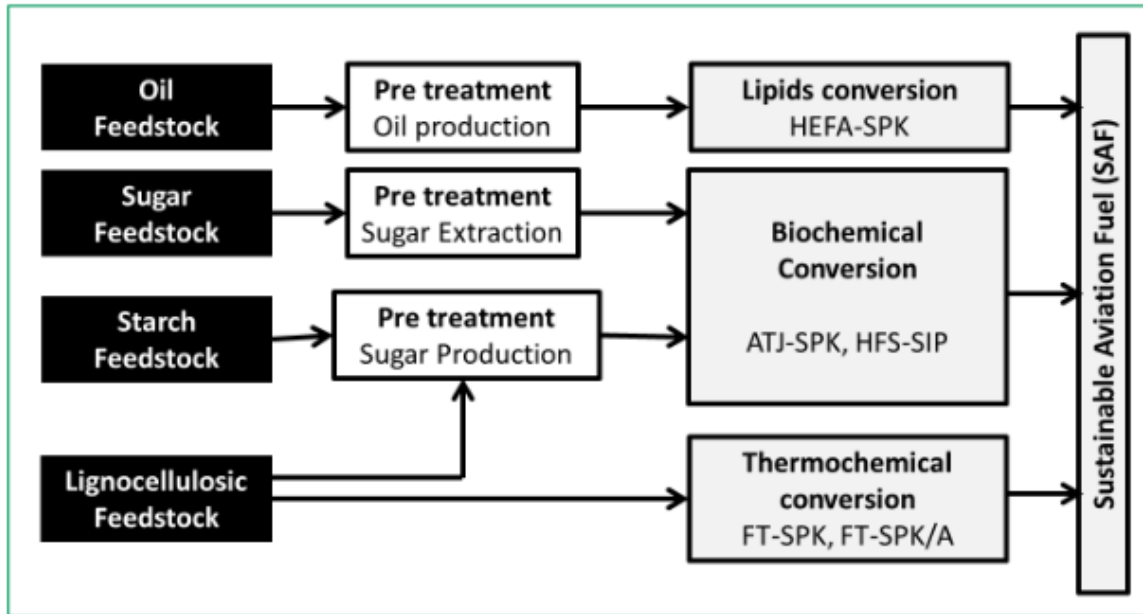 Oil
Feedstock
Pre treatment
Oil production
Lipids conversion
HEFA-SPK
Sugar
Feedstock
Pre treatment
Sugar Extraction
Biochemical
Conversion
ATJ-SPK, HFS-SIP
Starch
Feedstock
Pre treatment
Sugar Production
Lignocellulosic
Feedstock
Thermochemical
conversion
FT-SPK, FT-SPK/A
Sustainable Aviation Fuel (SAF)